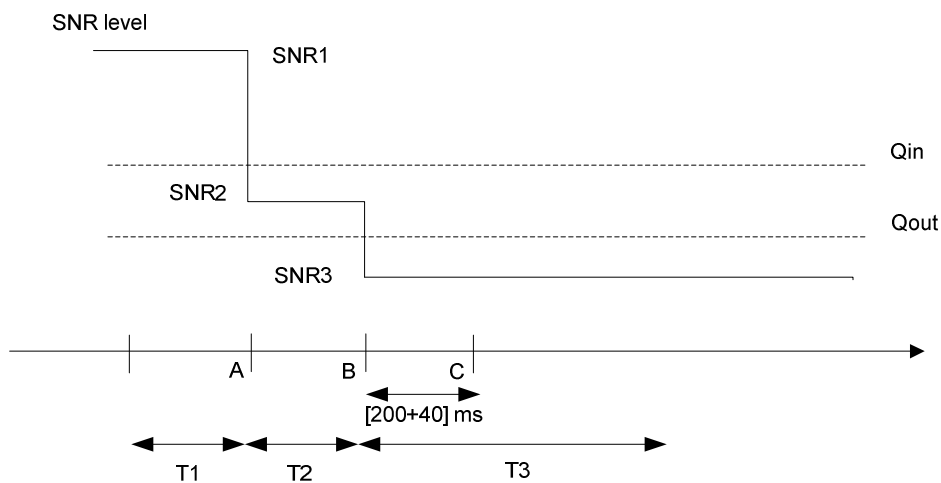 SNR level
SNR1
Qin
SNR2
Qout
SNR3
A
B
C
[200+40] ms
T1
T2
T3